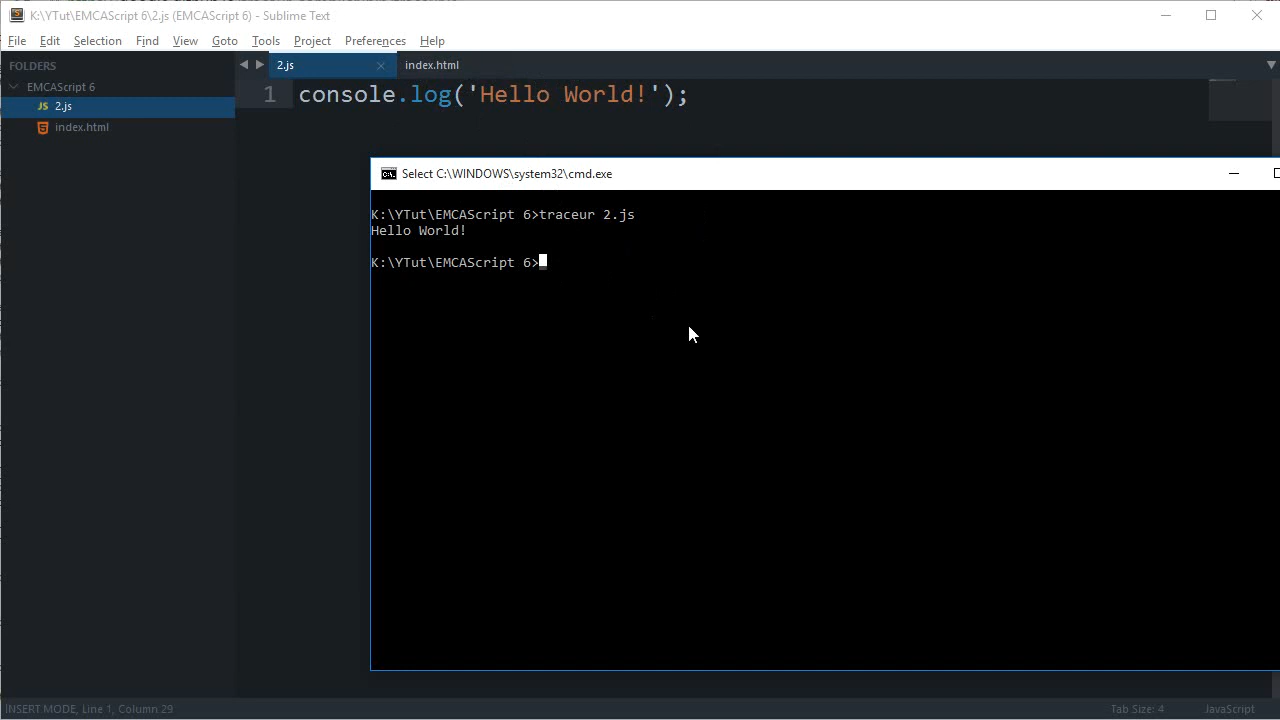 K:\YTut\EMCAScript 6\2.js (EMCAScript 6) - Sublime Text
File Edit Selection Find View Goto Tools Project Preferences Help
FOLDERS
EMCAScript 6
JS 2.js
index.html
2.js index.html
1 console.log('Hello World!');
Select C:\WINDOWS\system32\cmd.exe
K:\YTut\EMCAScript 6>traceur 2.js
Hello World!
K:\YTut\EMCAScript 6>
INSERT MODE, Line 1, Column 29 Tab Size: 4 JavaScript